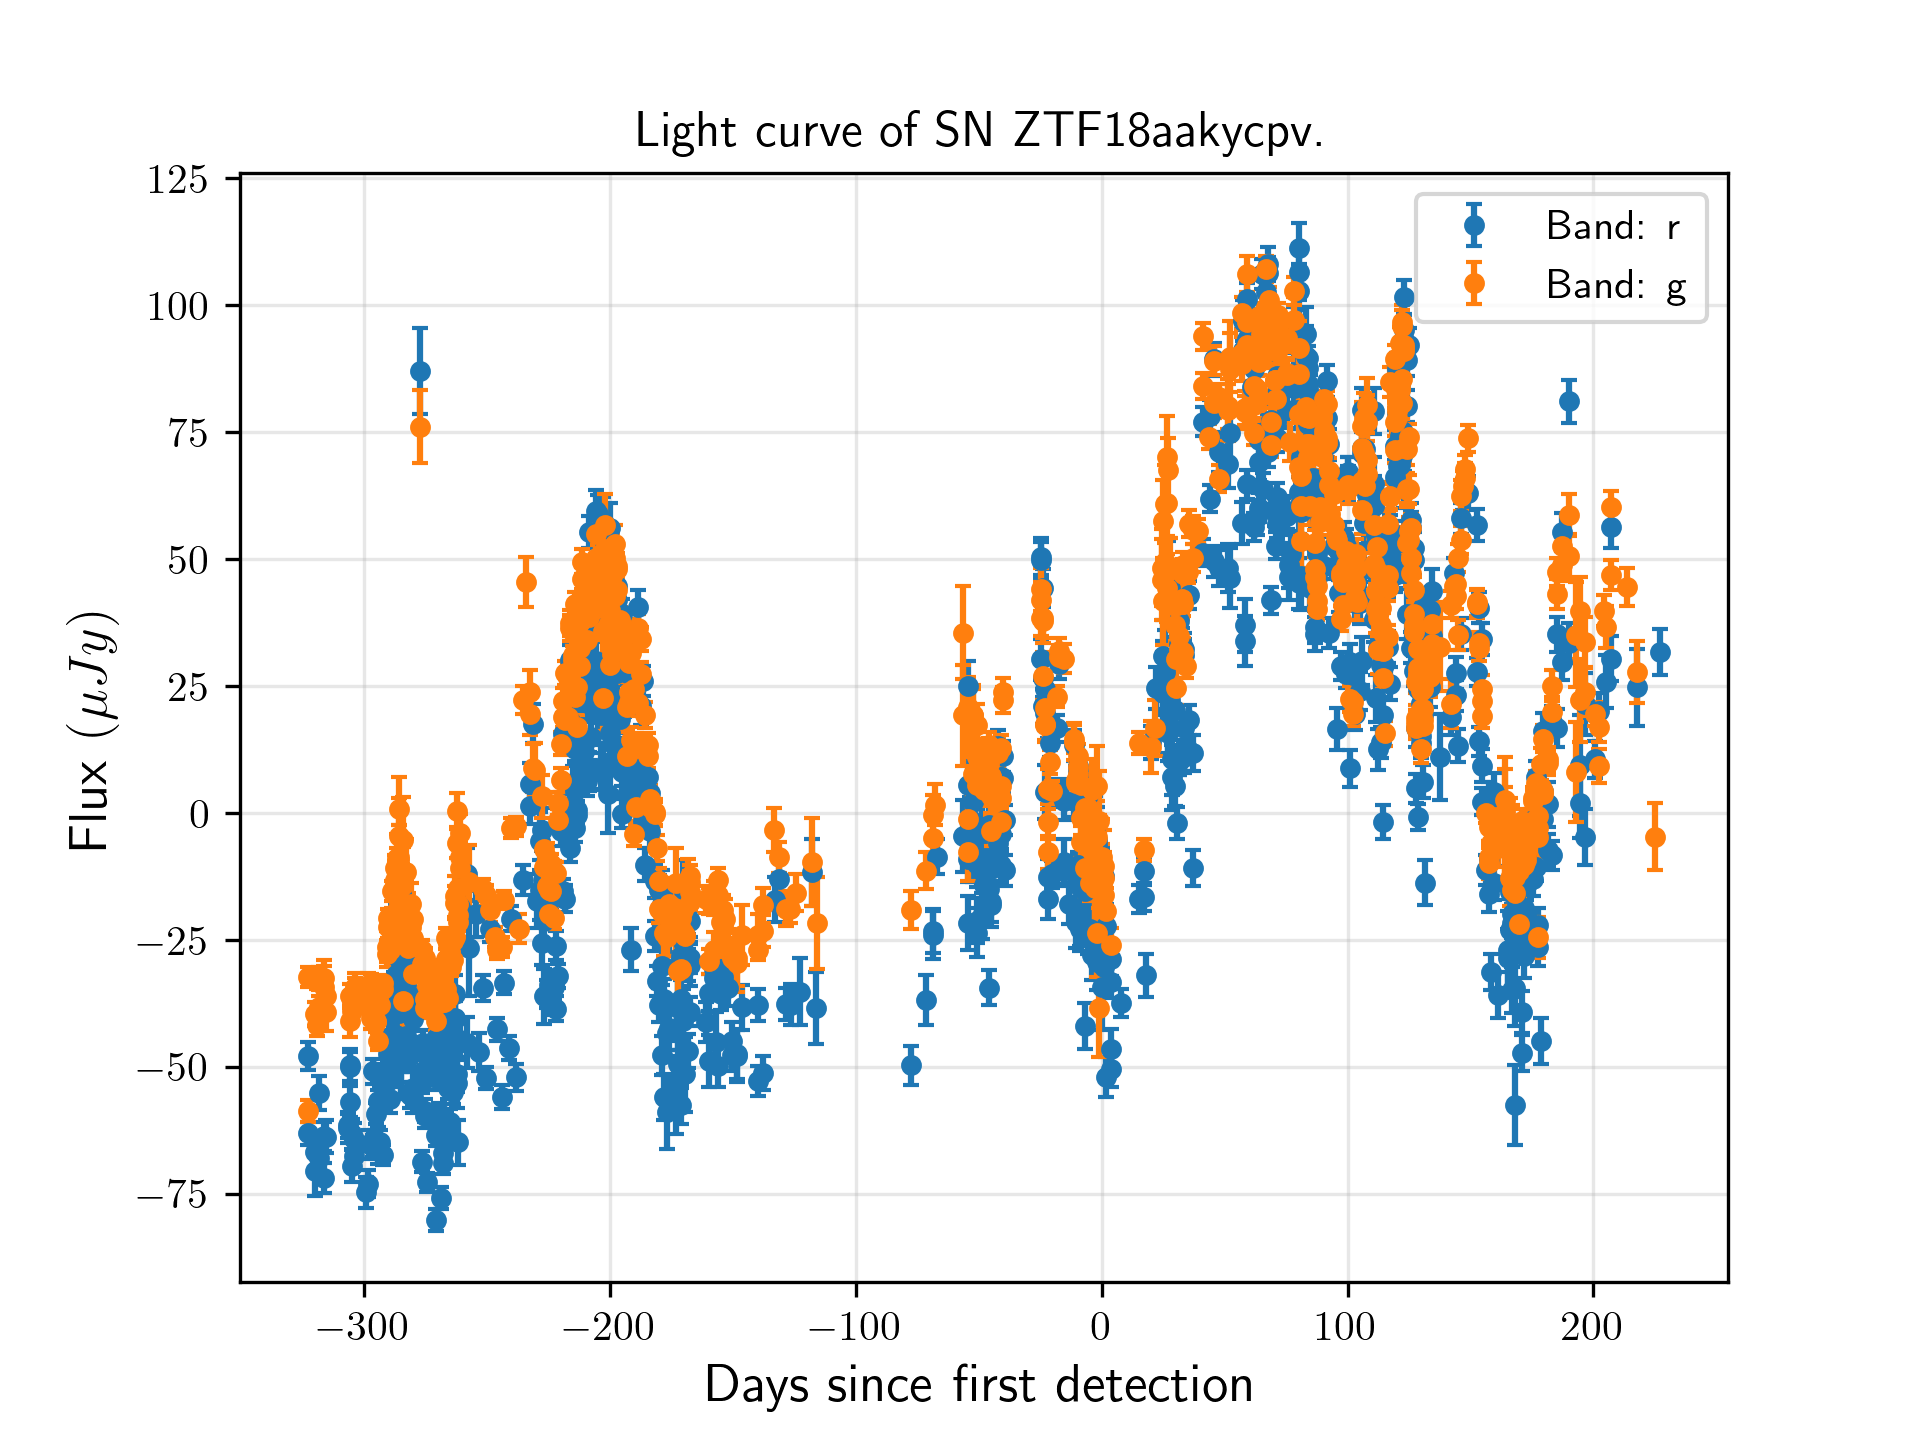 Light curve of SN ZTF18aakycpv.
125
100
75
50
25
0
−25
−50
−75
Flux (μJy)
Band: r
Band: g
−300 −200 −100 0 100 200
Days since first detection